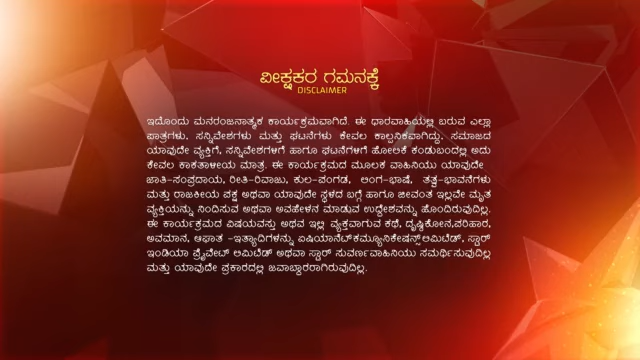 ವೀಕ್ಷಕರ ಗಮನಕ್ಕೆ
DISCLAIMER
ಇದೊಂದು ಮನರಂಜನಾತ್ಮಕ ಕಾರ್ಯಕ್ರಮವಾಗಿದೆ. ಈ ಧಾರವಾಹಿಯಲ್ಲಿ ಬರುವ ಎಲ್ಲಾ
ಪಾತ್ರಗಳು, ಸನ್ನಿವೇಶಗಳು ಮತ್ತು ಘಟನೆಗಳು ಕೇವಲ ಕಾಲ್ಪನಿಕವಾಗಿದ್ದು, ಸಮಾಜದ
ಯಾವುದೇ ವ್ಯಕ್ತಿಗೆ, ಸನ್ನಿವೇಶಗಳಿಗೆ ಹಾಗೂ ಘಟನೆಗಳಿಗೆ ಹೋಲಿಕೆ ಕಂಡುಬಂದಲ್ಲಿ ಅದು
ಕೇವಲ ಕಾಕತಾಳೀಯ ಮಾತ್ರ. ಈ ಕಾರ್ಯಕ್ರಮದ ಮೂಲಕ ವಾಹಿನಿಯು ಯಾವುದೇ
ಜಾತಿ-ಸಂಪ್ರದಾಯ, ರೀತಿ-ರಿವಾಜು, ಕುಲ-ಪಂಗಡ, ಲಿಂಗ-ಭಾಷೆ, ತತ್ವ-ಭಾವನೆಗಳು
ಮತ್ತು ರಾಜಕೀಯ ಪಕ್ಷ ಅಥವಾ ಯಾವುದೇ ಸ್ಥಳದ ಬಗ್ಗೆ ಹಾಗೂ ಜೀವಂತ ಇಲ್ಲವೇ ಮೃತ
ವ್ಯಕ್ತಿಯನ್ನು ನಿಂದಿಸುವ ಅಥವಾ ಅವಹೇಳನ ಮಾಡುವ ಉದ್ದೇಶವನ್ನು ಹೊಂದಿರುವುದಿಲ್ಲ.
ಈ ಕಾರ್ಯಕ್ರಮದ ವಿಷಯವಸ್ತು ಅಥವ ಇಲ್ಲಿ ವ್ಯಕ್ತವಾಗುವ ಕಥೆ, ದೃಷ್ಟಿಕೋನ,ಪರಿಹಾರ,
ಅವಮಾನ, ಆಘಾತ -ಇತ್ಯಾದಿಗಳನ್ನು ಏಷಿಯಾನೆಟ್‌ಕಮ್ಯೂನಿಕೇಷನ್ಸ್ ಲಿಮಿಟೆಡ್, ಸ್ಟಾರ್
ಇಂಡಿಯಾ ಪ್ರೈವೇಟ್ ಲಿಮಿಟೆಡ್ ಅಥವಾ ಸ್ಟಾರ್ ಸುವರ್ಣವಾಹಿನಿಯು ಸಮರ್ಥಿಸುವುದಿಲ್ಲ
ಮತ್ತು ಯಾವುದೇ ಪ್ರಕಾರದಲ್ಲಿ ಜವಾಬ್ದಾರರಾಗಿರುವುದಿಲ್ಲ.